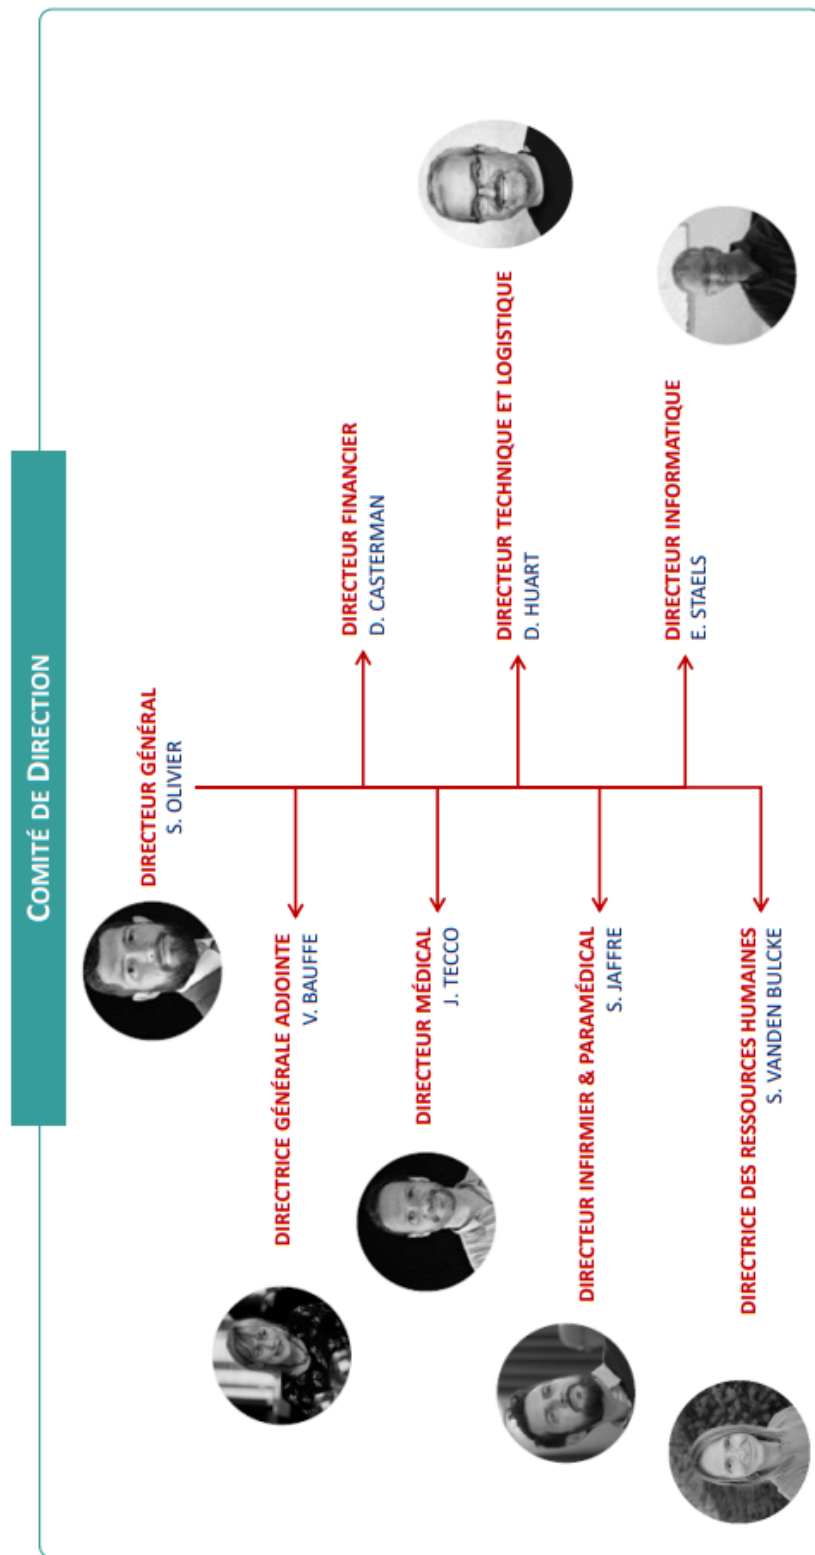 COMITÉ DE DIRECTION
DIRECTEUR GÉNÉRAL
S. OLIVIER
DIRECTRICE GÉNÉRALE ADJOINTE
V. BAUFFE
DIRECTEUR FINANCIER
D. CASTERMAN
DIRECTEUR MÉDICAL
J. TECCO
DIRECTEUR TECHNIQUE ET LOGISTIQUE
D. HUART
DIRECTEUR INFIRMIER & PARAMÉDICAL
S. JAFFRE
DIRECTEUR INFORMATIQUE
E. STAELS
DIRECTRICE DES RESSOURCES HUMAINES
S. VANDEN BULCKE